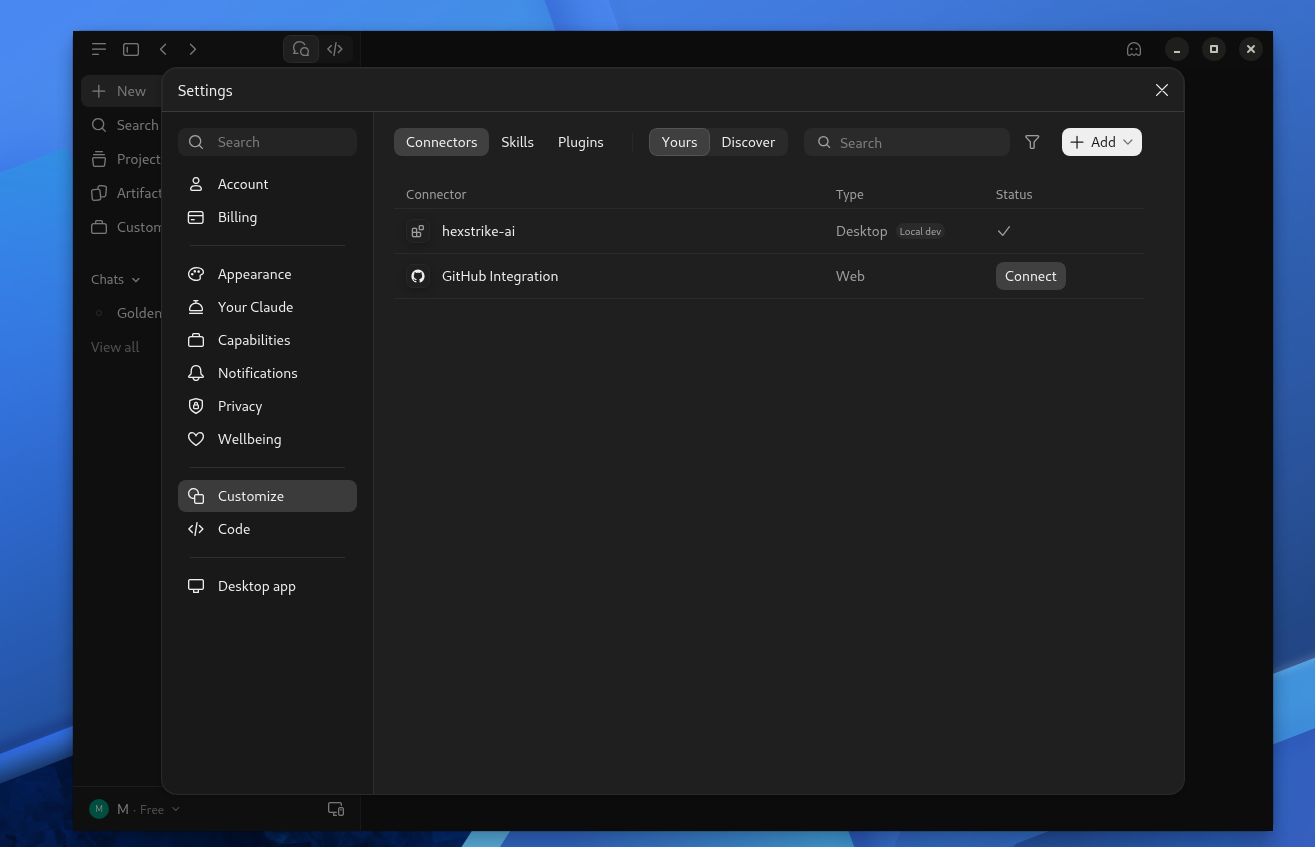 Settings
New
Search
Project
Artifact
Custom
Chats
Golden
View all
M · Free
M
Search
Account
Billing
Appearance
Your Claude
Capabilities
Notifications
Privacy
Wellbeing
Customize
Code
Desktop app
Connectors Skills Plugins Yours Discover Search Add
Connector Type Status
hexstrike-ai Desktop Local dev
GitHub Integration Web Connect